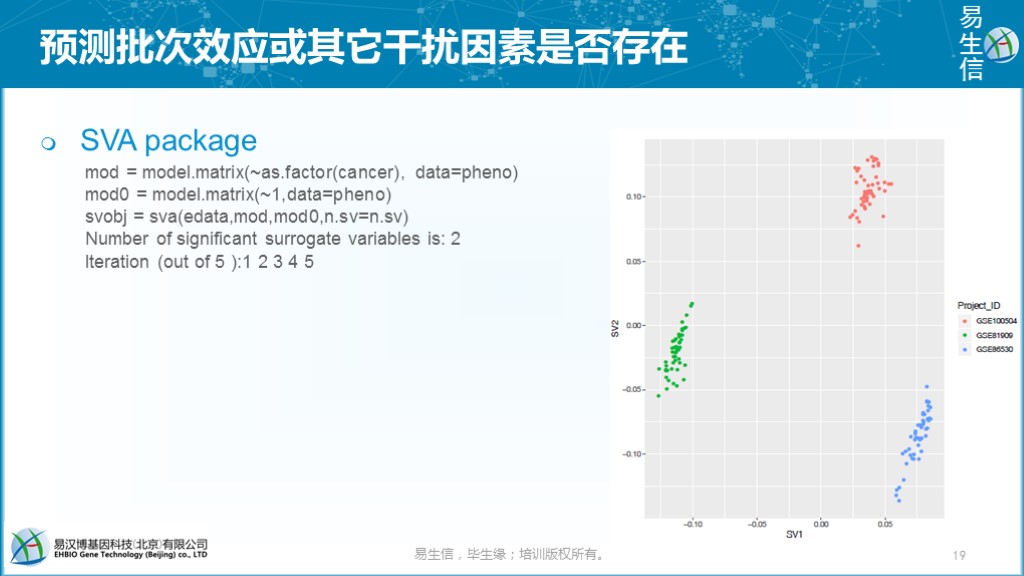 预测批次效应或其它干扰因素是否存在
易
生
信
SVA package
mod = model.matrix(~as.factor(cancer), data=pheno)
mod0 = model.matrix(~1,data=pheno)
svobj = sva(edata,mod,mod0,n.sv=n.sv)
Number of significant surrogate variables is: 2
Iteration (out of 5 ):1 2 3 4 5
0.10
0.05
0.00
−0.05
−0.10
SV2
−0.10 −0.05 0.00 0.05
SV1
Project_ID
GSE100504
GSE81909
GSE86530
易汉博基因科技(北京)有限公司
EHBIO Gene Technology (Beijing) co., LTD
易生信，毕生缘；培训版权所有。
19